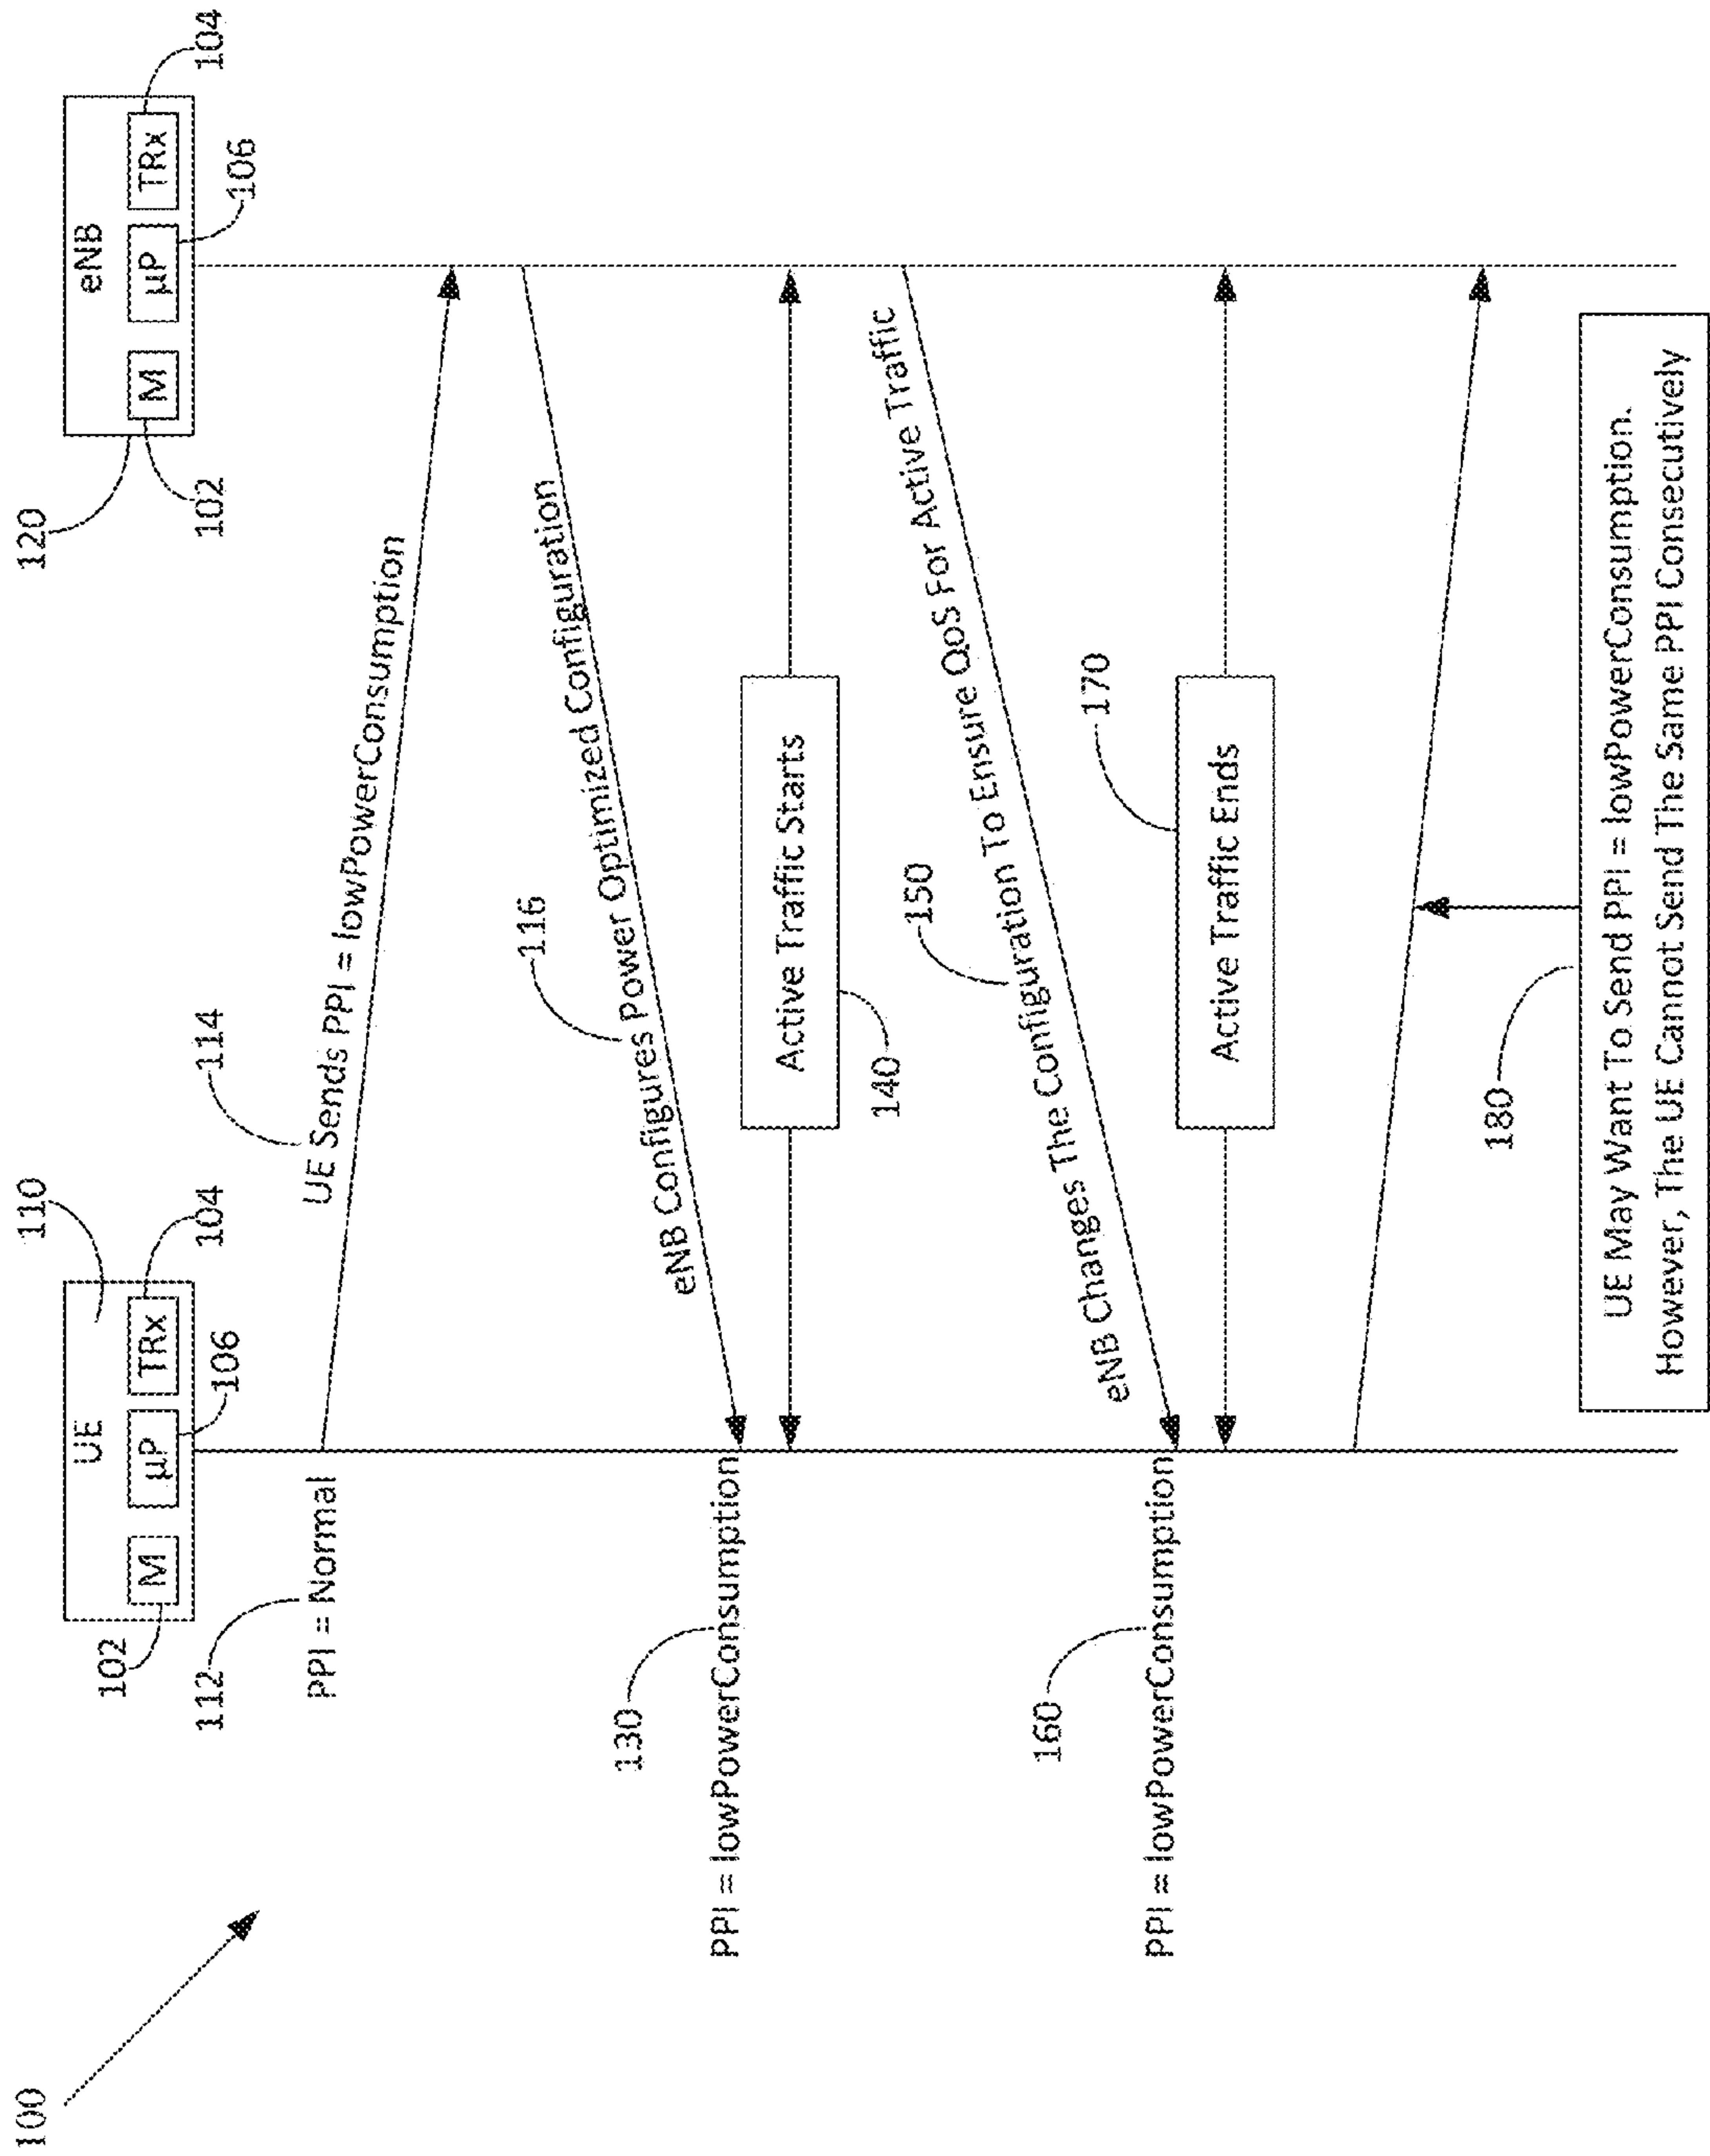 100
110
UE
M
µP
TRx
102
106
104
120
eNB
M
µP
TRx
102
106
104
112
PPI = Normal
114
UE Sends PPI = lowPowerConsumption
116
eNB Configures Power Optimized Configuration
130
PPI = lowPowerConsumption
Active Traffic Starts
140
150
eNB Changes The Configuration To Ensure QoS For Active Traffic
160
PPI = lowPowerConsumption
170
Active Traffic Ends
180
UE May Want To Send PPI = lowPowerConsumption.
However, The UE Cannot Send The Same PPI Consecutively